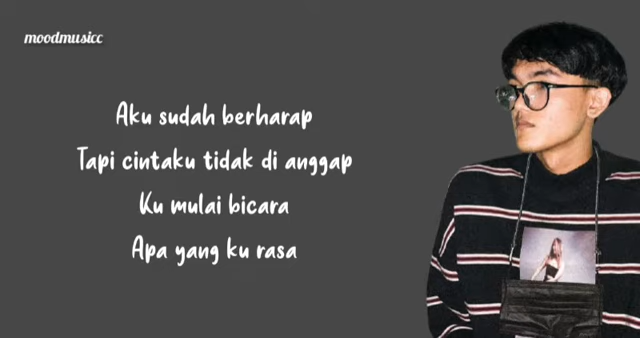 moodmusicc
Aku sudah berharap
Tapi cintaku tidak di anggap
Ku mulai bicara
Apa yang ku rasa